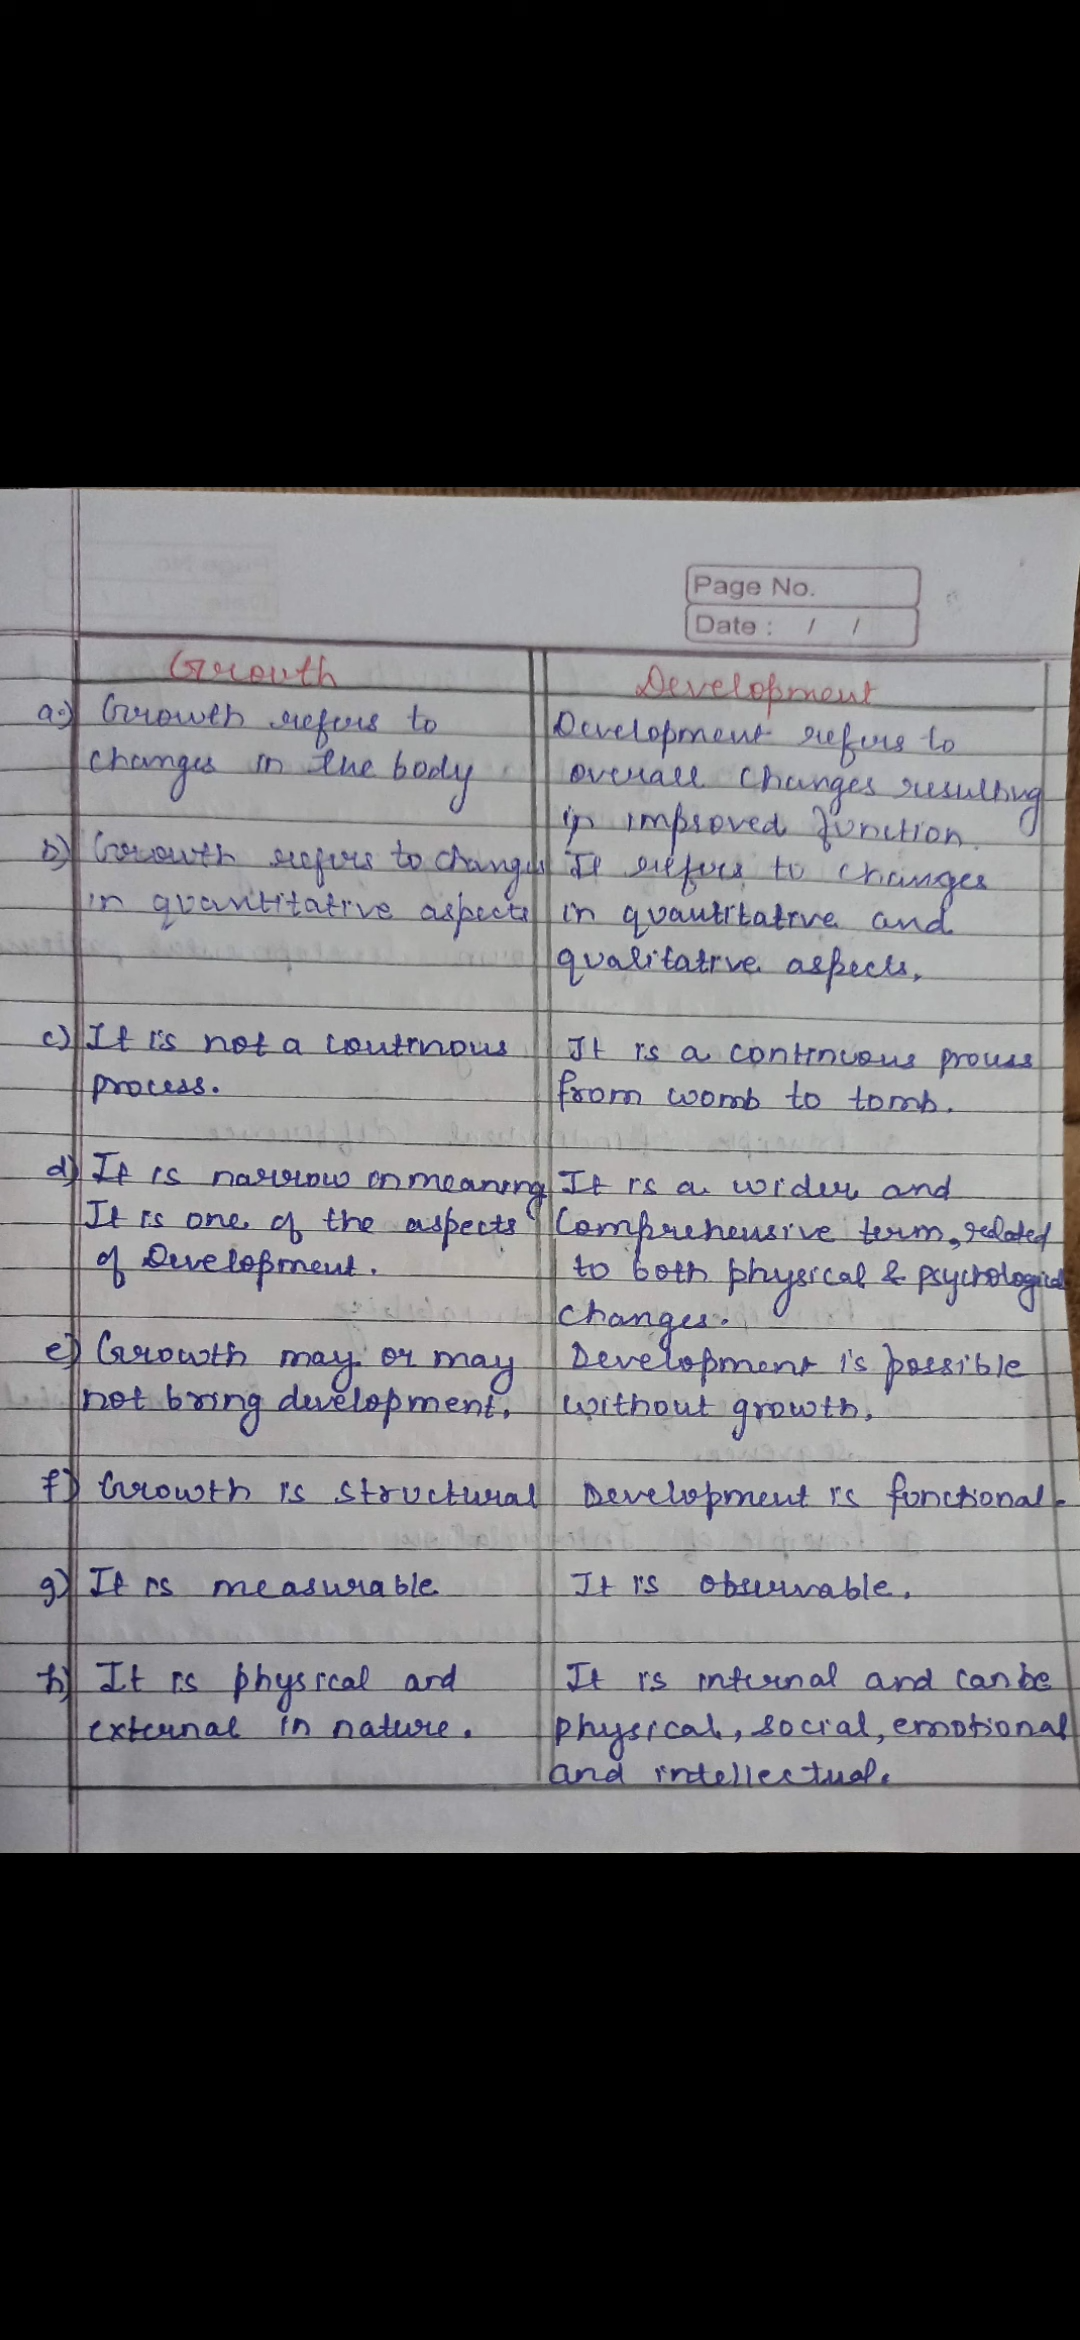 Page No.
Date : / /
Growth
Development
a.) Growth refers to
changes in the body
Development refers to
overall changes resulting
in improved function.
b) Growth refers to changes
in quantitative aspects
It refers to changes
in quantitative and
qualitative aspects.
c) It is not a continous
process.
It is a continuous process
from womb to tomb.
d) It is narrow in meaning
It is one of the aspects
of Development.
It is a wider and
Comprehensive term, related
to both physical & psychological
changes.
e) Growth may or may
not bring development.
Development is possible
without growth.
f) Growth is structural
Development is functional.
g) It is measurable
It is observable.
h) It is physical and
external in nature.
It is internal and can be
physical, social, emotional
and intellectual.